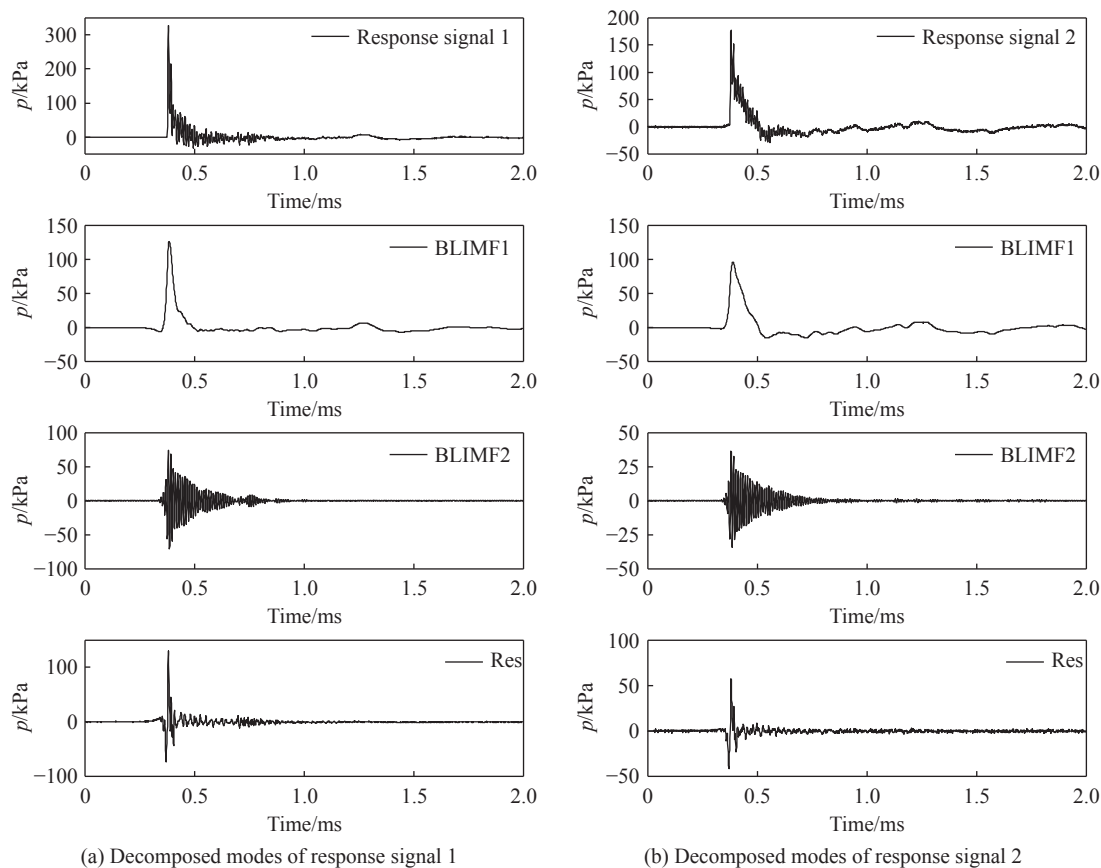 300
200
100
0
p/kPa
Response signal 1
0 0.5 1.0 1.5 2.0
Time/ms
150
100
50
0
−50
p/kPa
BLIMF1
0 0.5 1.0 1.5 2.0
Time/ms
100
50
0
−50
−100
p/kPa
BLIMF2
0 0.5 1.0 1.5 2.0
Time/ms
100
0
−100
p/kPa
Res
0 0.5 1.0 1.5 2.0
Time/ms
(a) Decomposed modes of response signal 1
200
150
100
50
0
−50
p/kPa
Response signal 2
0 0.5 1.0 1.5 2.0
Time/ms
150
100
50
0
−50
p/kPa
BLIMF1
0 0.5 1.0 1.5 2.0
Time/ms
50
25
0
−25
50
p/kPa
BLIMF2
0 0.5 1.0 1.5 2.0
Time/ms
100
50
0
−50
p/kPa
Res
0 0.5 1.0 1.5 2.0
Time/ms
(b) Decomposed modes of response signal 2